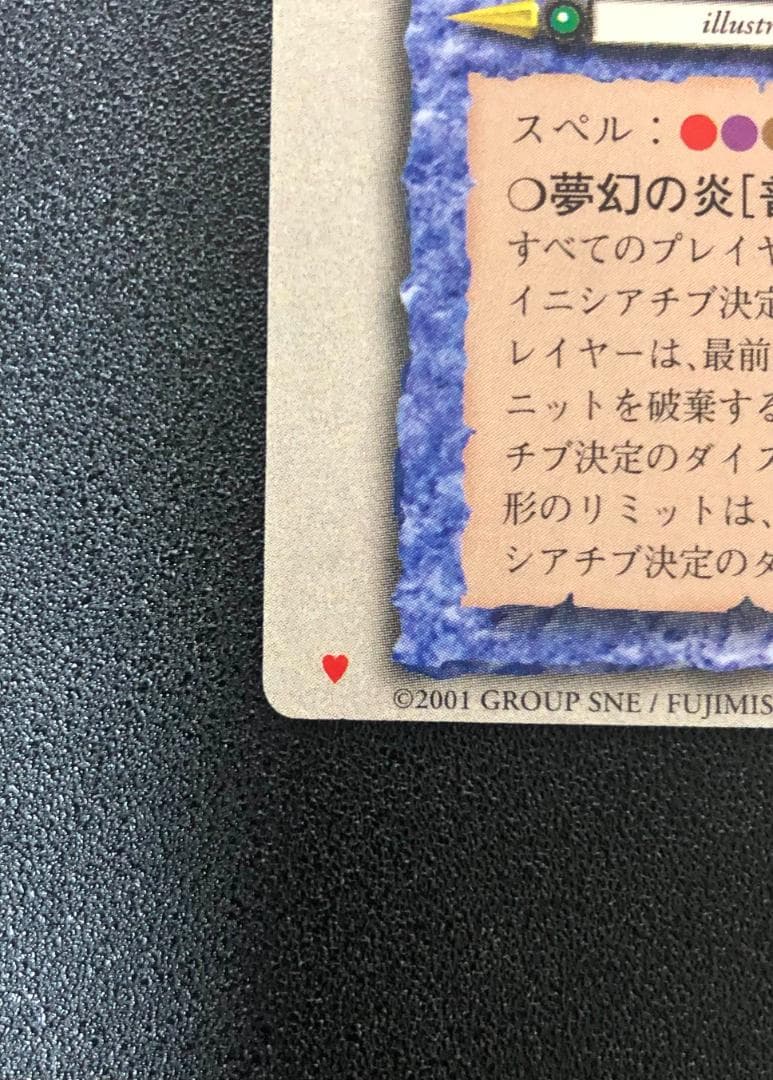 illustr
スペル：
○夢幻の炎[音
すべてのプレイヤ
イニシアチブ決定
レイヤーは、最前
ニットを破棄する
チブ決定のダイス
形のリミットは、
シアチブ決定のダ
©2001 GROUP SNE / FUJIMIS